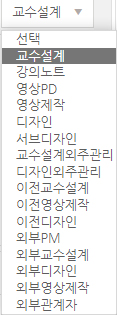 교수설계
선택
교수설계
강의노트
영상PD
영상제작
디자인
서브디자인
교수설계외주관리
디자인외주관리
이전교수설계
이전영상제작
이전디자인
외부PM
외부교수설계
외부디자인
외부영상제작
외부관계자